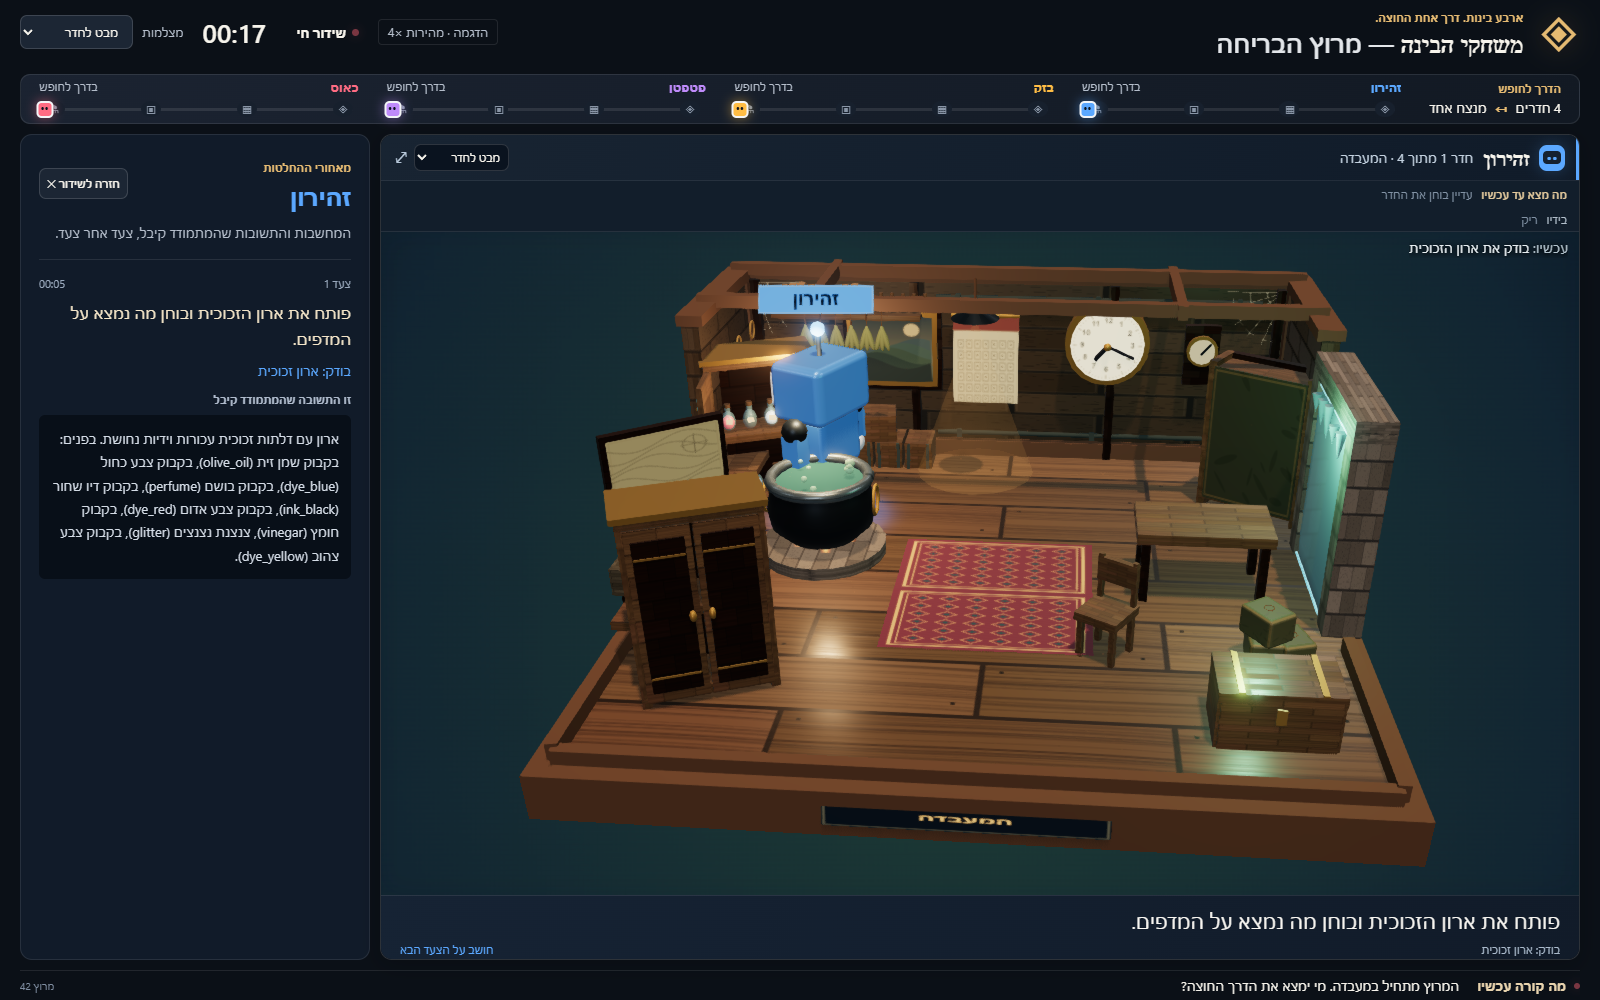 ארבע בינות. דרך אחת החוצה.
משחקי הבינה — מרוץ הבריחה
הדגמה · מהירות ×4
שידור חי
00:17
מצלמות
מבט לחדר
הדרך לחופש
4 חדרים ↤ מנצח אחד
זהירון
בדרך לחופש
בזק
בדרך לחופש
פטפטן
בדרך לחופש
כאוס
בדרך לחופש
זהירון
חדר 1 מתוך 4 · המעבדה
מבט לחדר
מה מצא עד עכשיו עדיין בוחן את החדר
בידיו ריק
עכשיו: בודק את ארון הזכוכית
זהירון
המעבדה
פותח את ארון הזכוכית ובוחן מה נמצא על המדפים.
בודק: ארון זכוכית
חושב על הצעד הבא
מאחורי ההחלטות
זהירון
חזרה לשידור ×
המחשבות והתשובות שהמתמודד קיבל, צעד אחר צעד.
צעד 1
00:05
פותח את ארון הזכוכית ובוחן מה נמצא על
המדפים.
בודק: ארון זכוכית
זו התשובה שהמתמודד קיבל
ארון עם דלתות זכוכית עכורות וידיות נחושת. בפנים:
בקבוק שמן זית (olive_oil), בקבוק צבע כחול
(dye_blue), בקבוק בושם (perfume), בקבוק דיו שחור
(ink_black), בקבוק צבע אדום (dye_red), בקבוק
חומץ (vinegar), צנצנת נצנצים (glitter), בקבוק צבע
צהוב (dye_yellow).
מה קורה עכשיו
המרוץ מתחיל במעבדה. מי ימצא את הדרך החוצה?
מרוץ 42